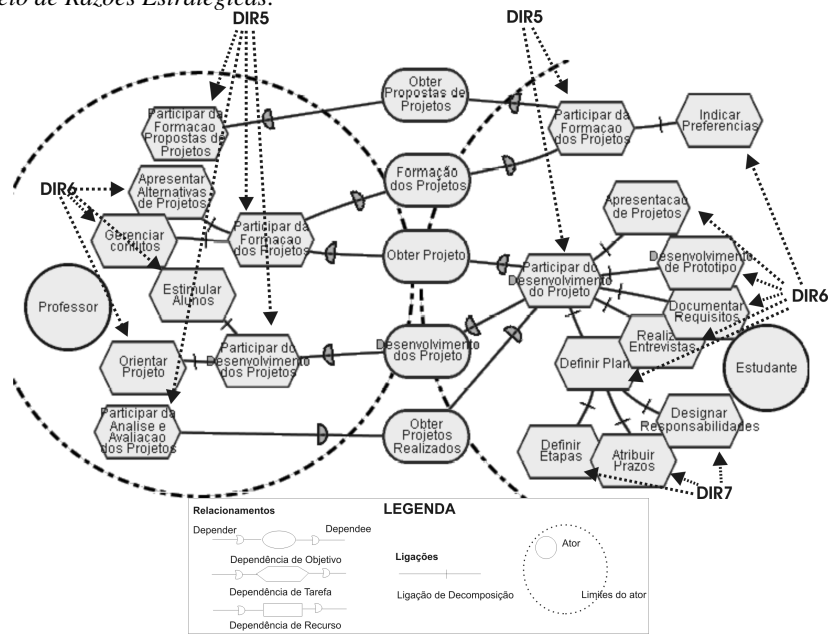 elo de Razões Estratégicas.
DIR5
DIR5
Obter
Propostas de
Projetos
Participar da
Formacao
Propostas de
Projetos
Participar da
Formacao
dos Projetos
Indicar
Preferencias
DIR6
Apresentar
Alternativas
de Projetos
Formação
dos Projetos
Gerenciar
conflitos
Participar da
Formacao
dos Projetos
Obter Projeto
Apresentacao
de Projetos
Participar do
Desenvolvimento
do Projeto
Desenvolvimento
de Prototipo
DIR6
Professor
Estimular
Alunos
Documentar
Requisitos
Orientar
Projeto
Participar do
Desenvolvimento
dos Projetos
Desenvolvimento
dos Projeto
Definir Plan
Realiz
Entrevistas
Estudante
Participar da
Analise e
Avaliacao
dos Projetos
Obter
Projetos
Realizados
Designar
Responsabilidades
Definir
Etapas
Atribuir
Prazos
DIR7
LEGENDA
Relacionamentos
Depender
Dependee
Dependência de Objetivo
Dependência de Tarefa
Dependência de Recurso
Ligações
Ligação de Decomposição
Ator
Limites do ator